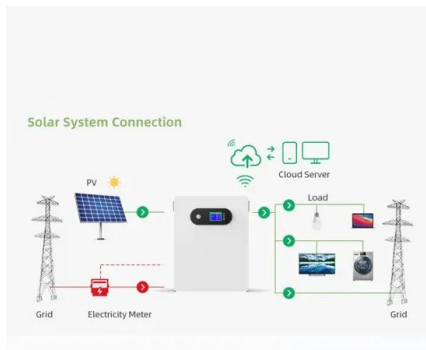 Solar System Connection
Cloud Server
PV
Load
Grid
Electricity Meter
Grid